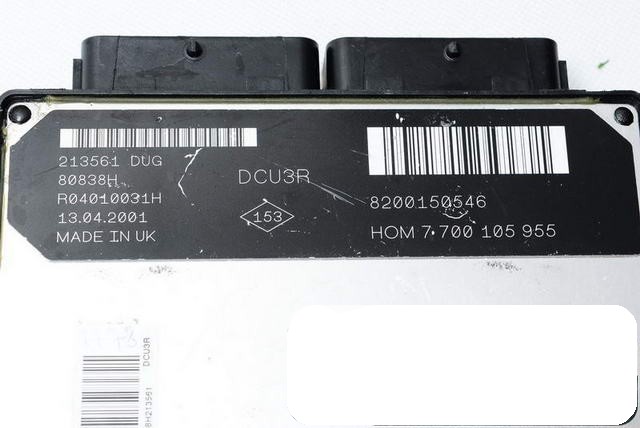 213561 DUG
80838H
R04010031H
13.04.2001
MADE IN UK
DCU3R
153
8200150546
HOM 7 700 105 955
DCU3R
8H213561